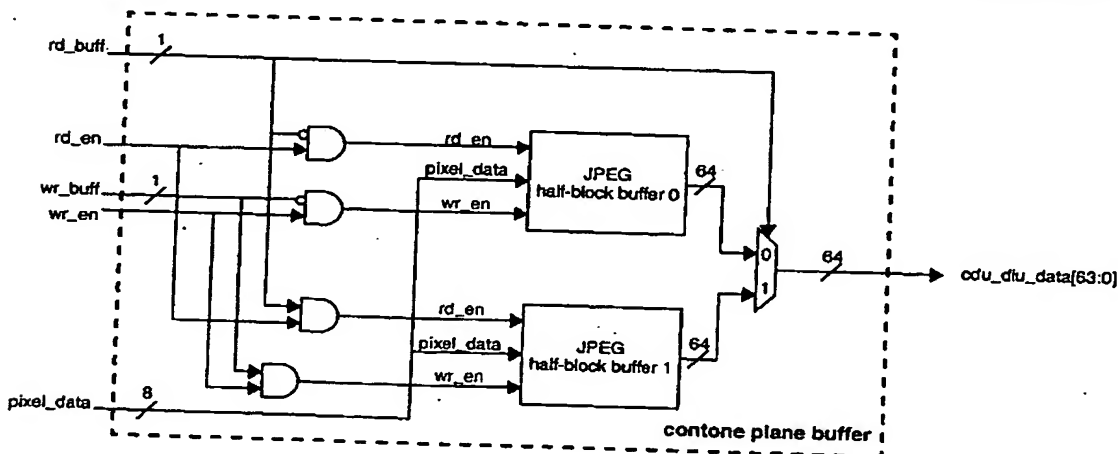 rd_buff
1
rd_en
wr_buff
1
wr_en
rd_en
pixel_data
wr_en
JPEG
half-block buffer 0
64
0
1
64
cdu_diu_data[63:0]
rd_en
pixel_data
wr_en
JPEG
half-block buffer 1
64
pixel_data
8
contone plane buffer